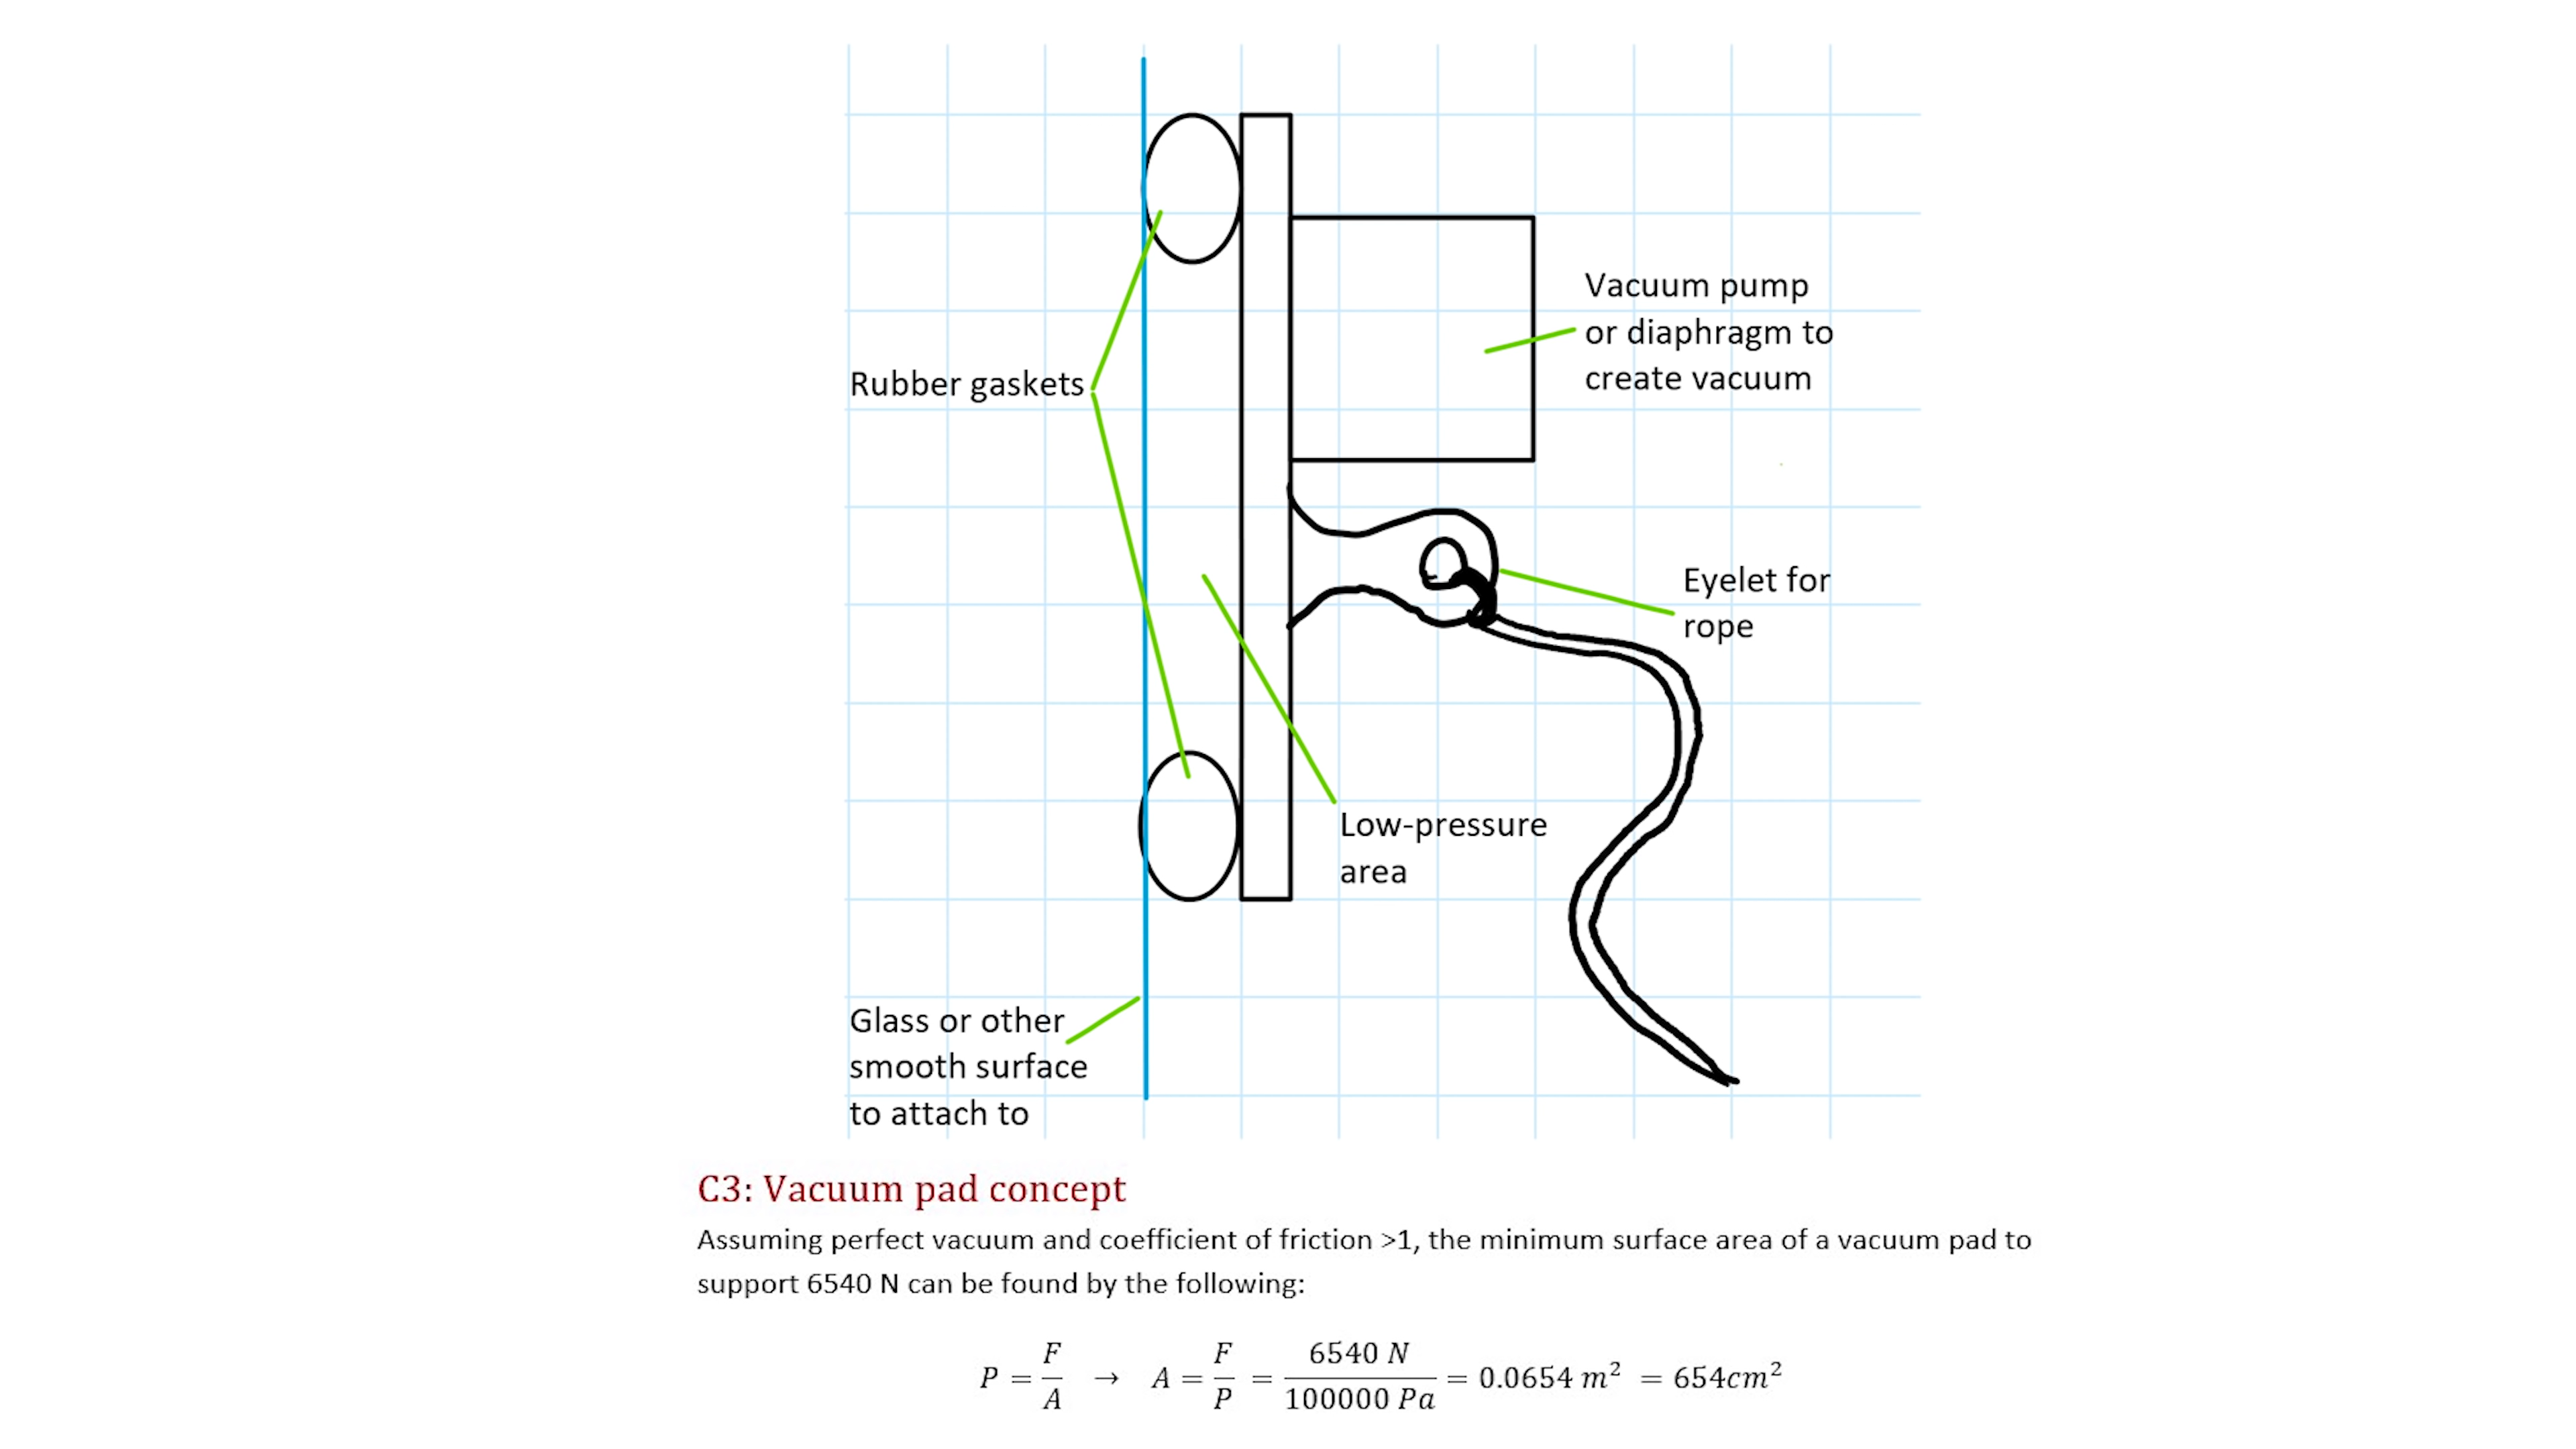 Vacuum pump
or diaphragm to
create vacuum
Rubber gaskets
Eyelet for
rope
Low-pressure
area
Glass or other
smooth surface
to attach to
C3: Vacuum pad concept
Assuming perfect vacuum and coefficient of friction >1, the minimum surface area of a vacuum pad to
support 6540 N can be found by the following:
P = F/A → A = F/P = 6540 N / 100000 Pa = 0.0654 m² = 654cm²